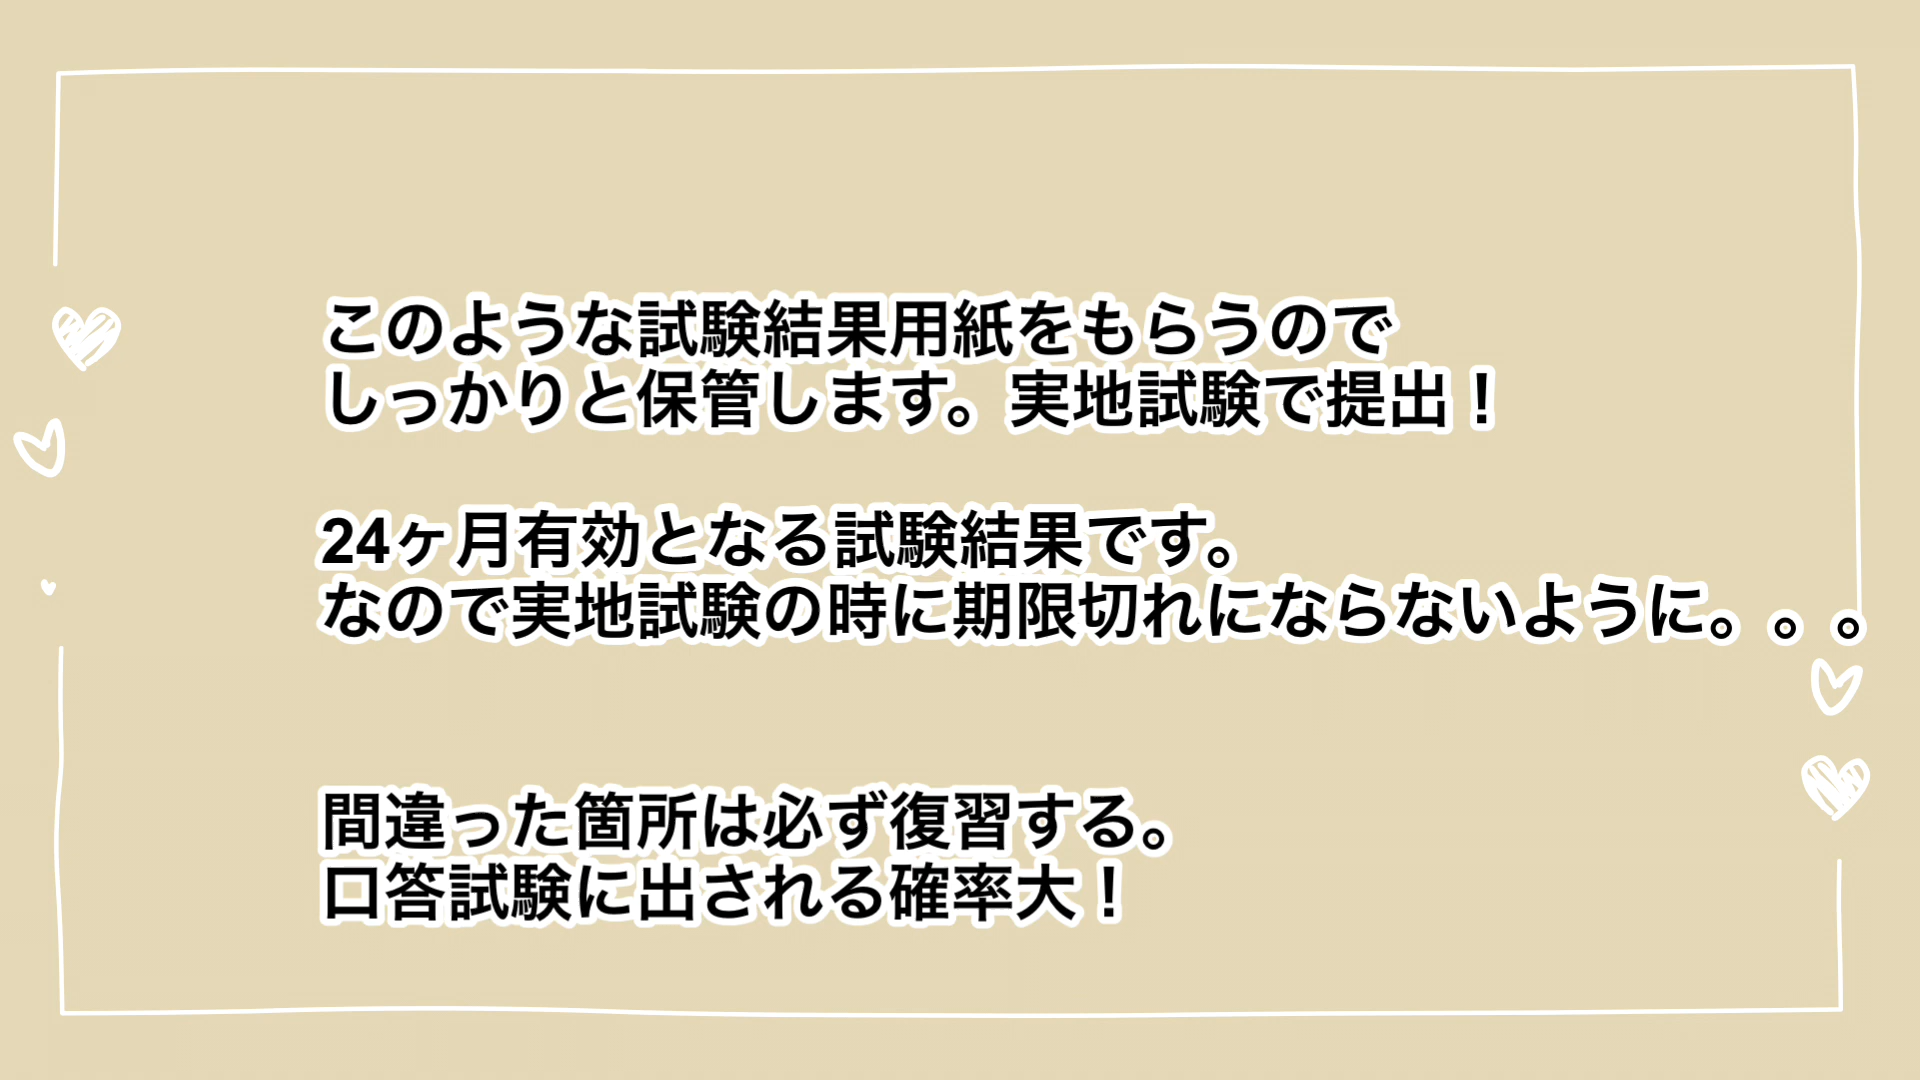 このような試験結果用紙をもらうので
しっかりと保管します。実地試験で提出！
24ヶ月有効となる試験結果です。
なので実地試験の時に期限切れにならないように。。。
間違った箇所は必ず復習する。
口答試験に出される確率大！